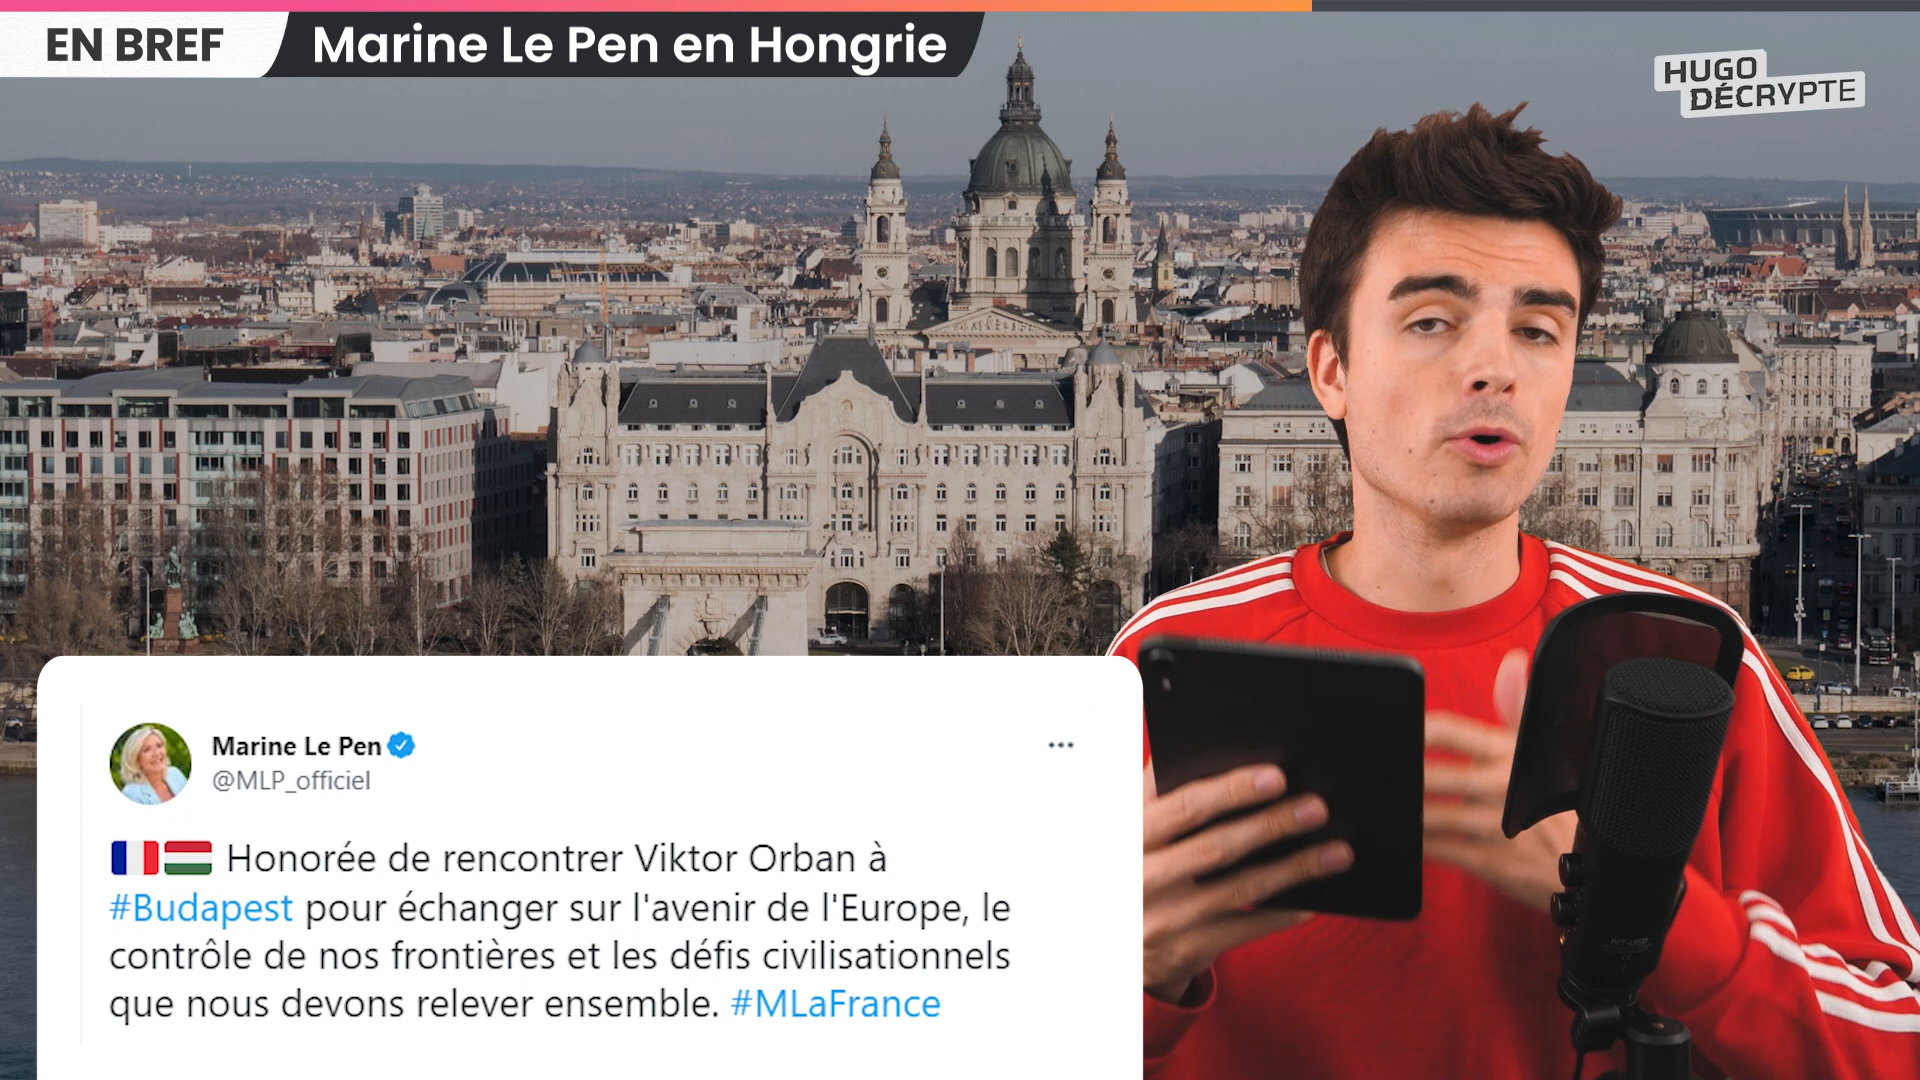 EN BREF
Marine Le Pen en Hongrie
HUGO
DÉCRYPTE
Marine Le Pen
@MLP_officiel
🇫🇷🇭🇺 Honorée de rencontrer Viktor Orban à
#Budapest pour échanger sur l'avenir de l'Europe, le
contrôle de nos frontières et les défis civilisationnels
que nous devons relever ensemble. #MLaFrance
NT-USB